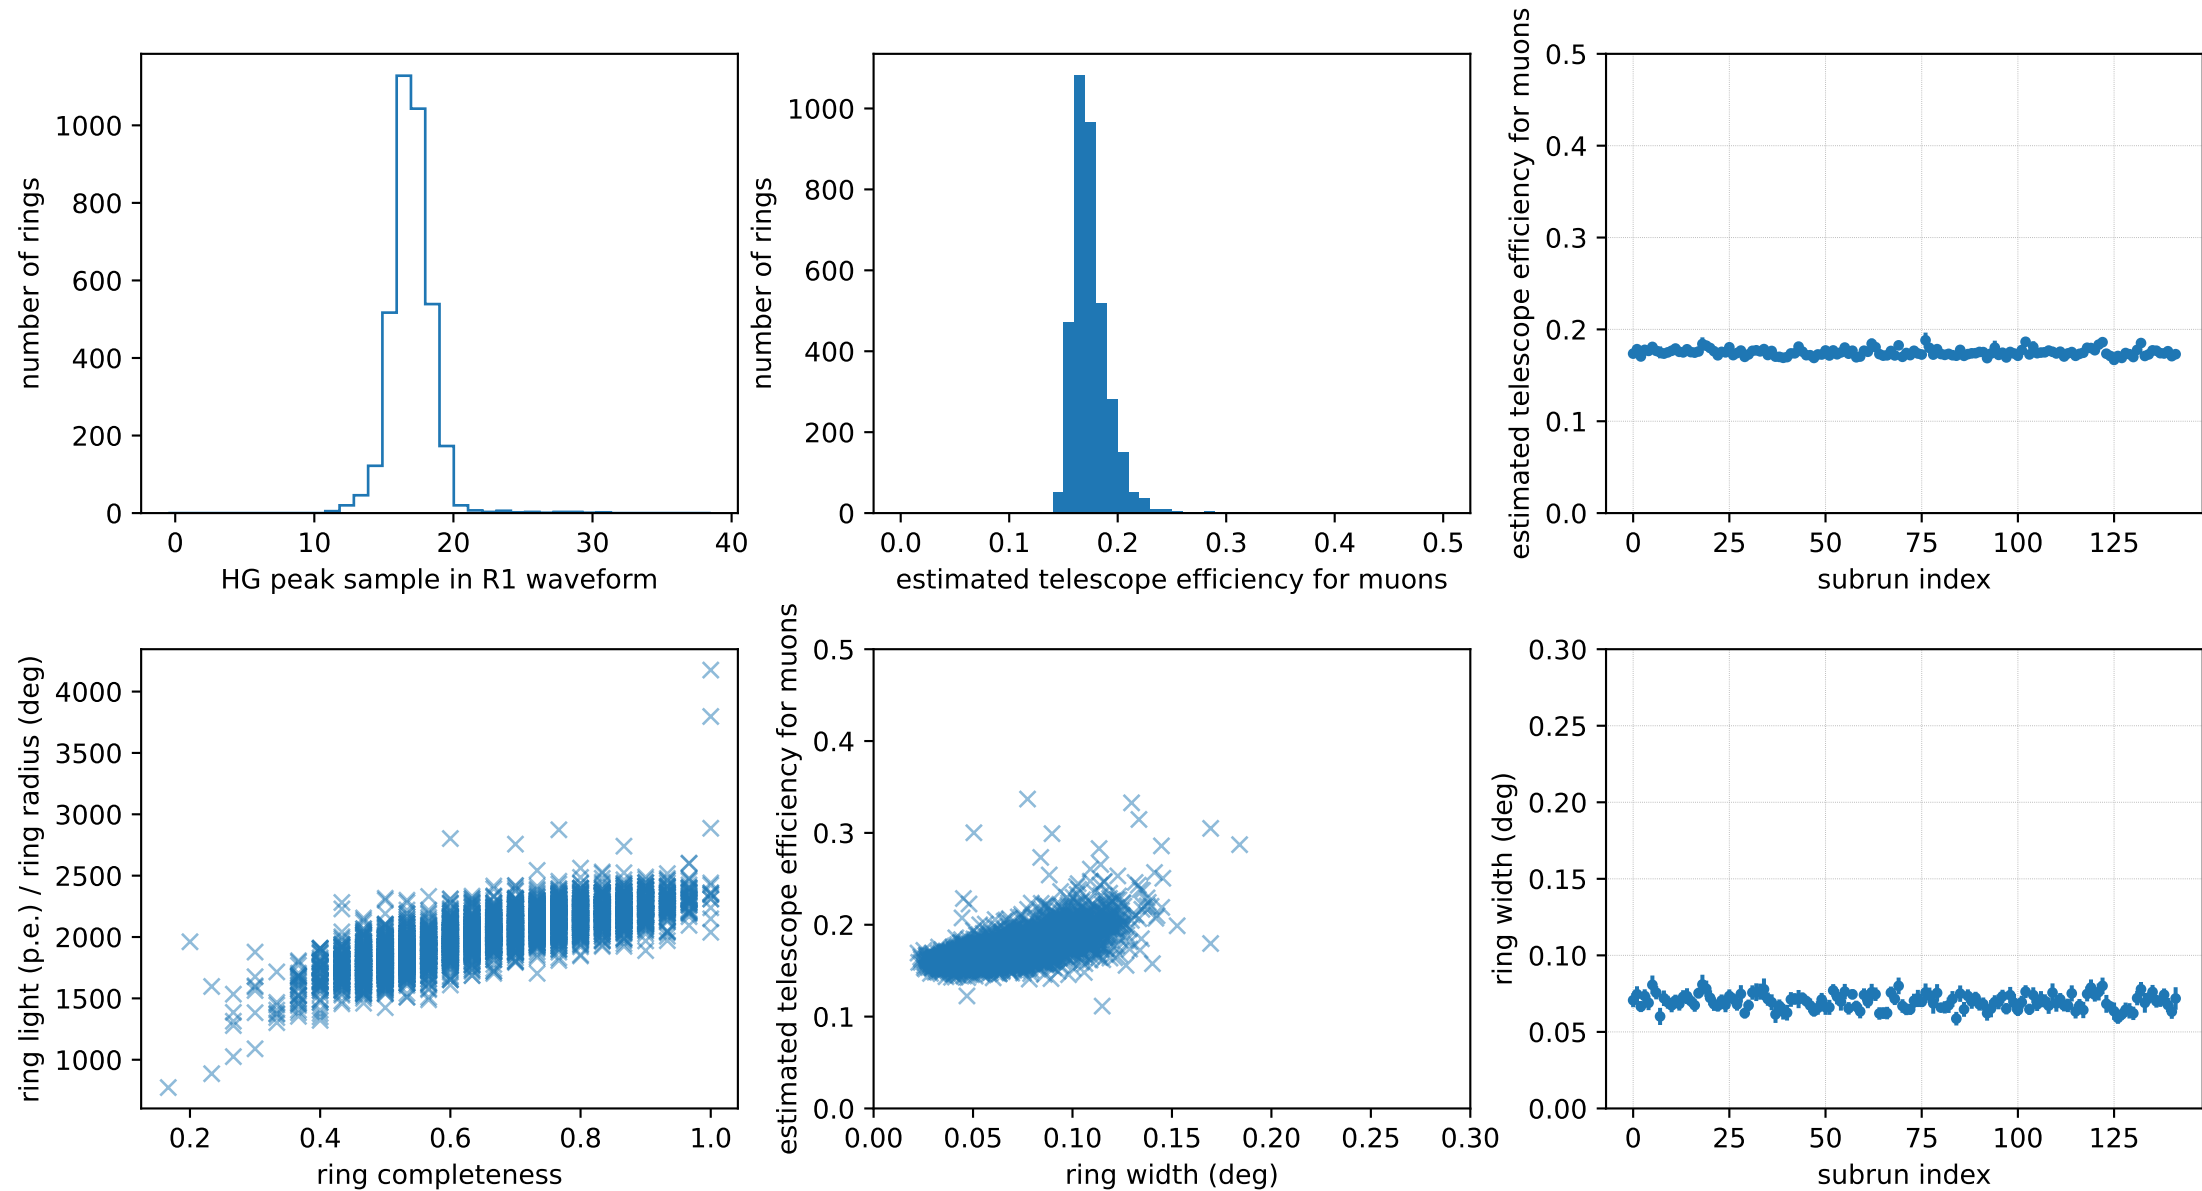 number of rings
1000
800
600
400
200
0
0 10 20 30 40
HG peak sample in R1 waveform
number of rings
1000
800
600
400
200
0
0.0 0.1 0.2 0.3 0.4 0.5
estimated telescope efficiency for muons
estimated telescope efficiency for muons
0.5
0.4
0.3
0.2
0.1
0.0
0 25 50 75 100 125
subrun index
ring light (p.e.) / ring radius (deg)
4000
3500
3000
2500
2000
1500
1000
0.2 0.4 0.6 0.8 1.0
ring completeness
estimated telescope efficiency for muons
0.5
0.4
0.3
0.2
0.1
0.0
0.00 0.05 0.10 0.15 0.20 0.25 0.30
ring width (deg)
ring width (deg)
0.30
0.25
0.20
0.15
0.10
0.05
0.00
0 25 50 75 100 125
subrun index